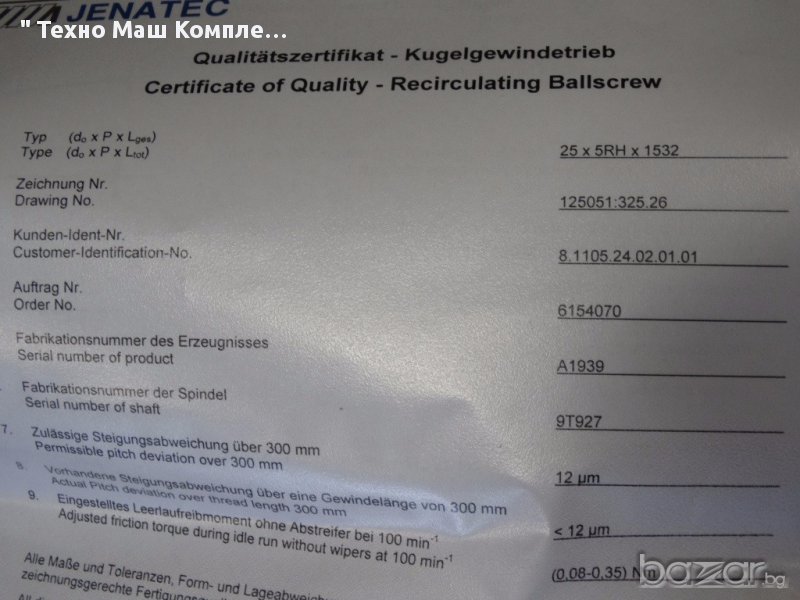 JENATEC
" Техно Маш Компле...
Qualitätszertifikat - Kugelgewindetrieb
Certificate of Quality - Recirculating Ballscrew
Typ (do x P x Lges)
Type (do x P x Ltot)
25 x 5RH x 1532
Zeichnung Nr.
Drawing No.
125051:325.26
Kunden-Ident-Nr.
Customer-Identification-No.
8.1105.24.02.01.01
Auftrag Nr.
Order No.
6154070
Fabrikationsnummer des Erzeugnisses
Serial number of product
A1939
Fabrikationsnummer der Spindel
Serial number of shaft
9T927
7. Zulässige Steigungsabweichung über 300 mm
Permissible pitch deviation over 300 mm
12 µm
8. Vorhandene Steigungsabweichung über eine Gewindelänge von 300 mm
Actual Pitch deviation over thread length 300 mm
< 12 µm
9. Eingestelltes Leerlaufreibmoment ohne Abstreifer bei 100 min-1
Adjusted friction torque during idle run without wipers at 100 min-1
(0,08-0,35) Nm
Alle Maße und Toleranzen, Form- und Lageabweich
zeichnungsgerechte Fertigungs
bazar.bg